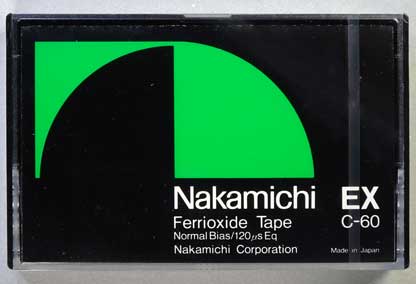 Nakamichi EX
Ferrioxide Tape C-60
Normal Bias/120μs Eq
Nakamichi Corporation Made in Japan